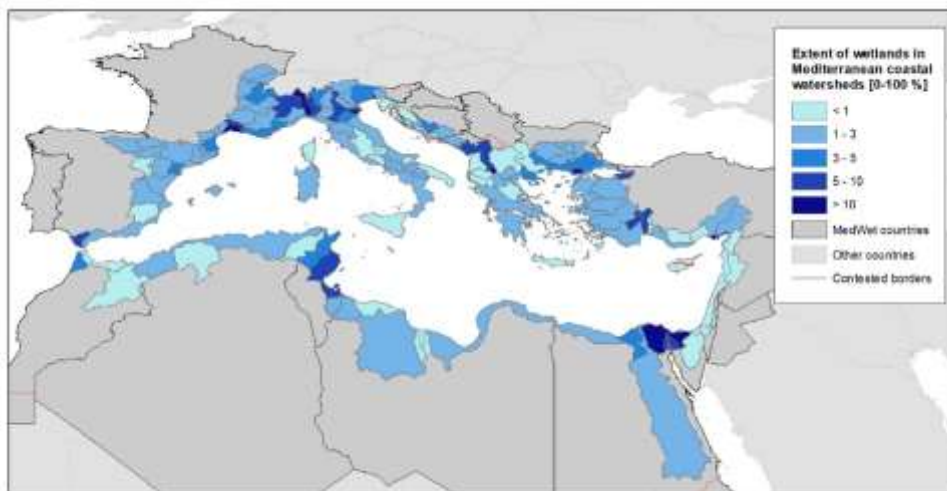 Extent of wetlands in
Mediterranean coastal
watersheds [0-100 %]
< 1
1 - 3
3 - 5
5 - 10
> 10
MedWet countries
Other countries
Contested borders